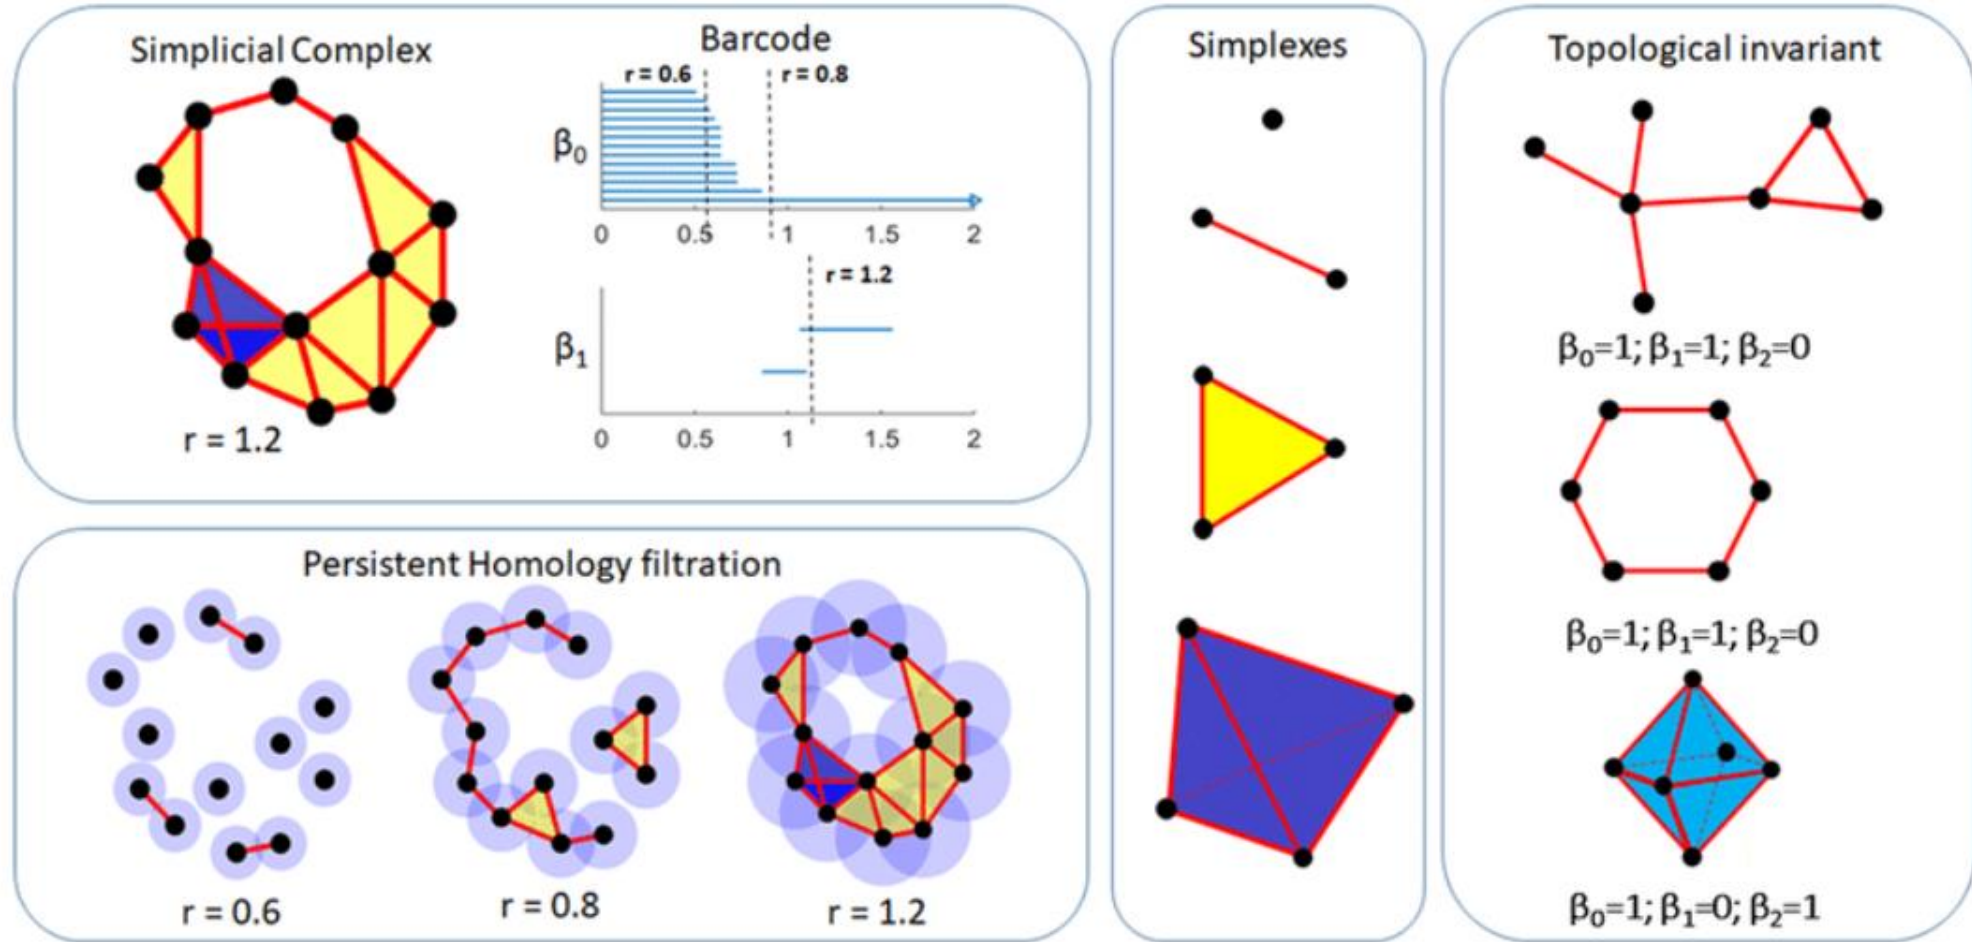 Simplicial Complex
r = 1.2
Barcode
r = 0.6 r = 0.8
β₀
0 0.5 1 1.5 2
r = 1.2
β₁
0 0.5 1 1.5 2
Persistent Homology filtration
r = 0.6
r = 0.8
r = 1.2
Simplexes
Topological invariant
β₀=1; β₁=1; β₂=0
β₀=1; β₁=1; β₂=0
β₀=1; β₁=0; β₂=1